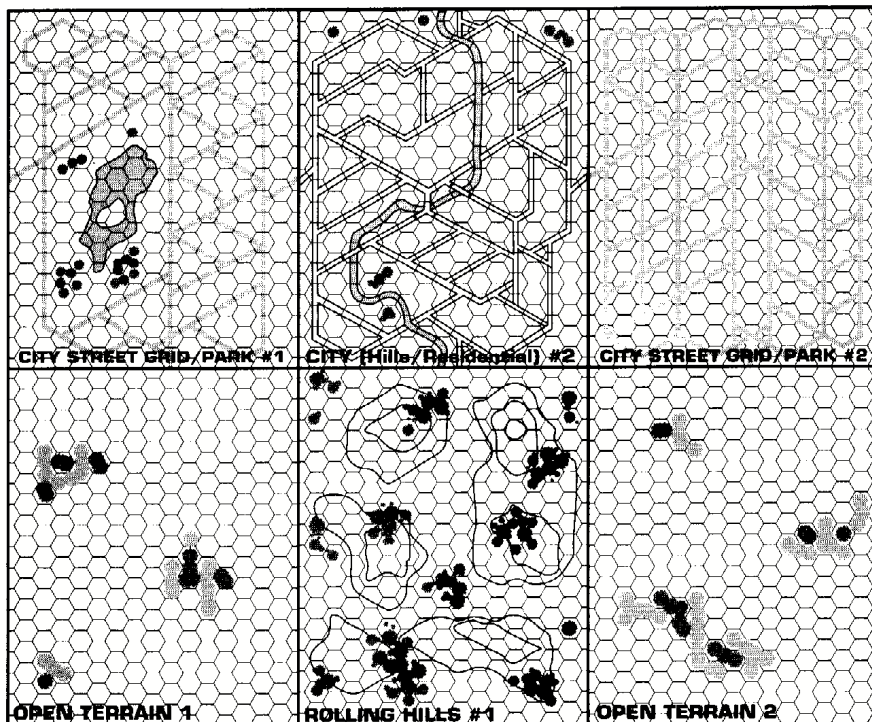 CITY STREET GRID/PARK #1
CITY (Hills/Residential) #2
CITY STREET GRID/PARK #2
OPEN TERRAIN 1
ROLLING HILLS #1
OPEN TERRAIN 2